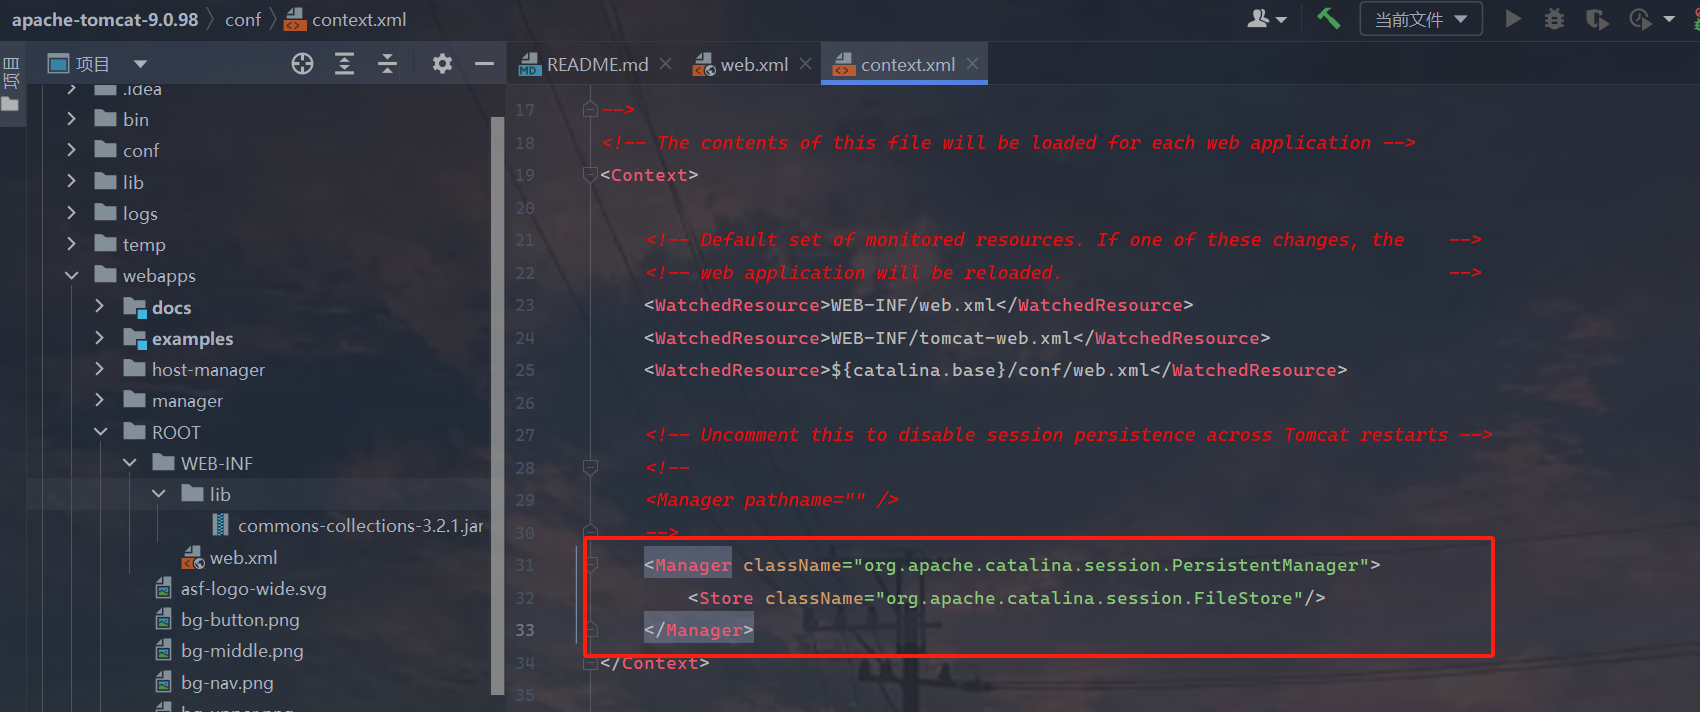 apache-tomcat-9.0.98 conf context.xml
当前文件
项目
项目
README.md
web.xml
context.xml
.idea
bin
conf
lib
logs
temp
webapps
docs
examples
host-manager
manager
ROOT
WEB-INF
lib
commons-collections-3.2.1.jar
web.xml
asf-logo-wide.svg
bg-button.png
bg-middle.png
bg-nav.png
bg-upper.png
17 -->
18 <!-- The contents of this file will be loaded for each web application -->
19 <Context>
20
21 <!-- Default set of monitored resources. If one of these changes, the -->
22 <!-- web application will be reloaded. -->
23 <WatchedResource>WEB-INF/web.xml</WatchedResource>
24 <WatchedResource>WEB-INF/tomcat-web.xml</WatchedResource>
25 <WatchedResource>${catalina.base}/conf/web.xml</WatchedResource>
26
27 <!-- Uncomment this to disable session persistence across Tomcat restarts -->
28 <!--
29 <Manager pathname="" />
30 -->
31 <Manager className="org.apache.catalina.session.PersistentManager">
32 <Store className="org.apache.catalina.session.FileStore"/>
33 </Manager>
34 </Context>
35